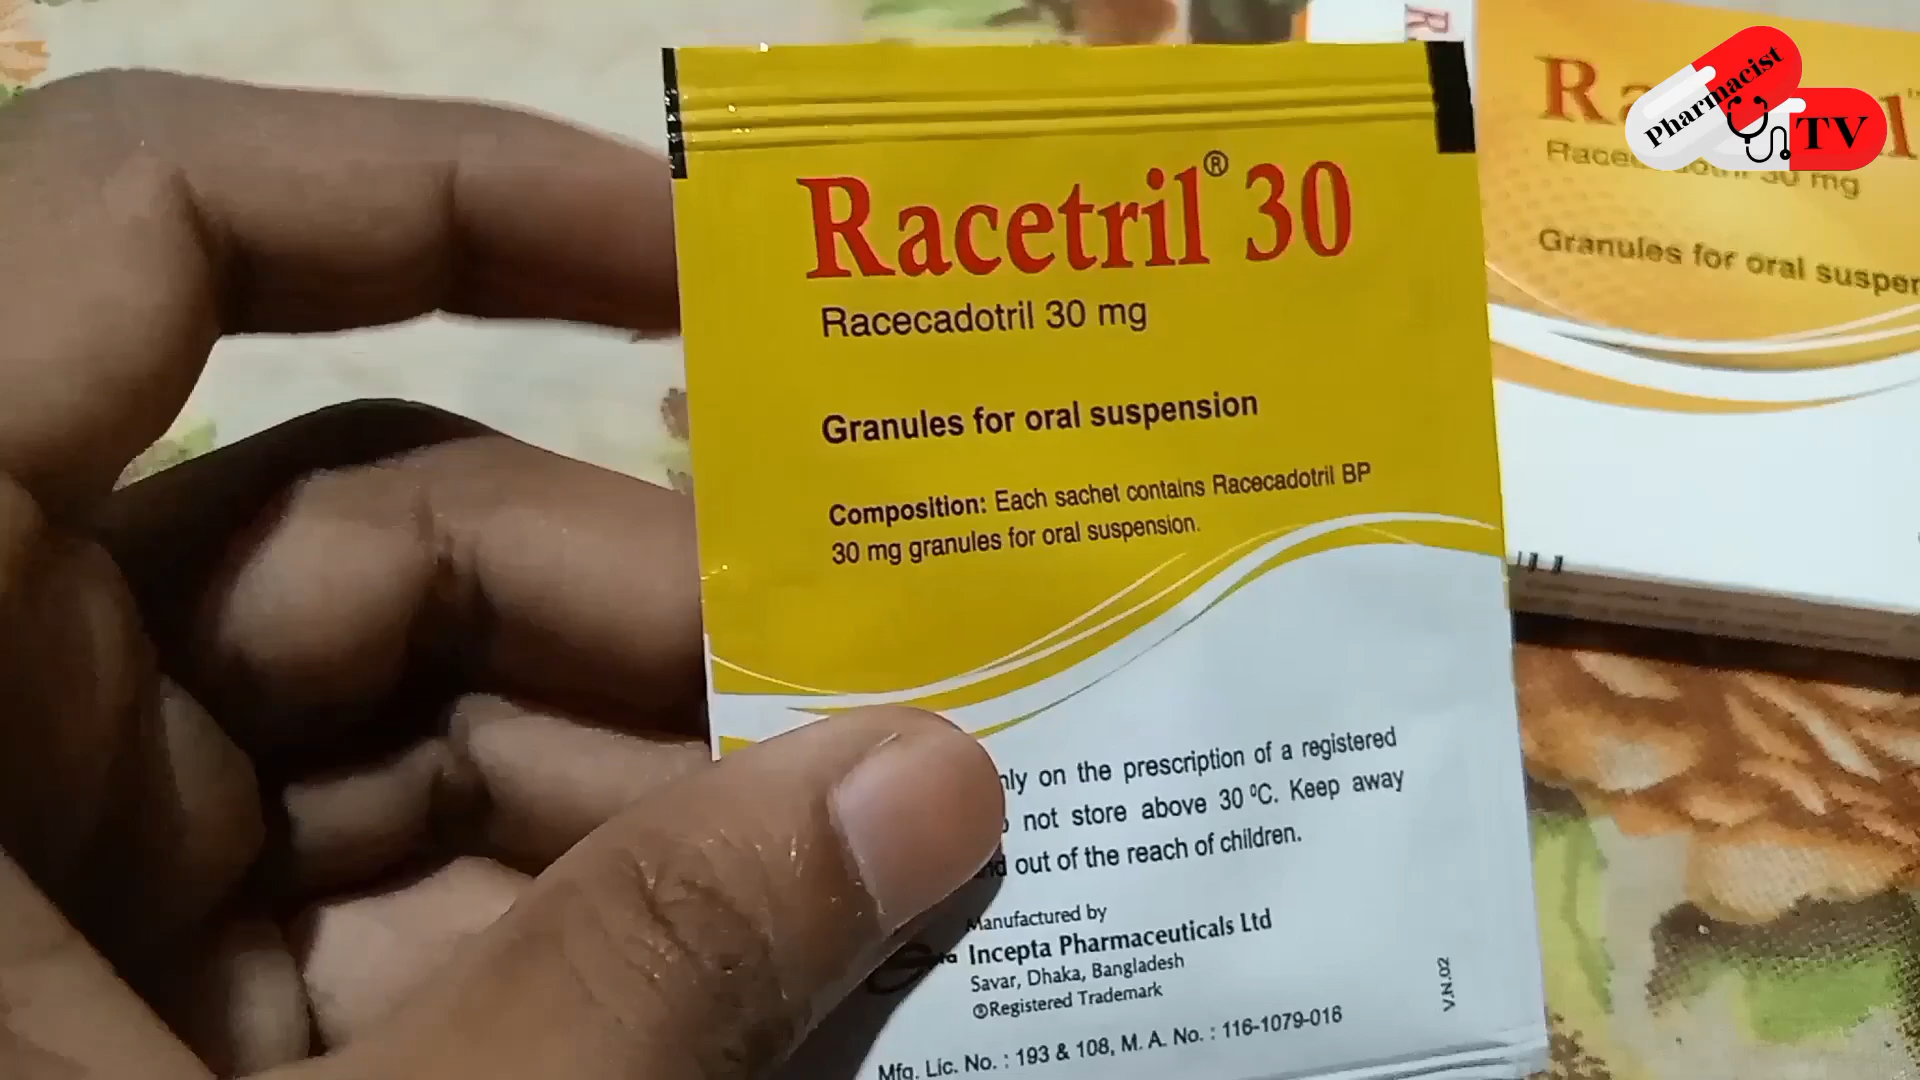 Racetril® 30
Racecadotril 30 mg
Granules for oral suspension
Composition: Each sachet contains Racecadotril BP
30 mg granules for oral suspension.
on the prescription of a registered
not store above 30 ⁰C. Keep away
out of the reach of children.
Manufactured by
Incepta Pharmaceuticals Ltd
Savar, Dhaka, Bangladesh
®Registered Trademark
Mfg. Lic. No. : 193 & 108, M. A. No. : 116-1079-016
V.N.02
30 mg
Granules for oral
Pharmacist
TV